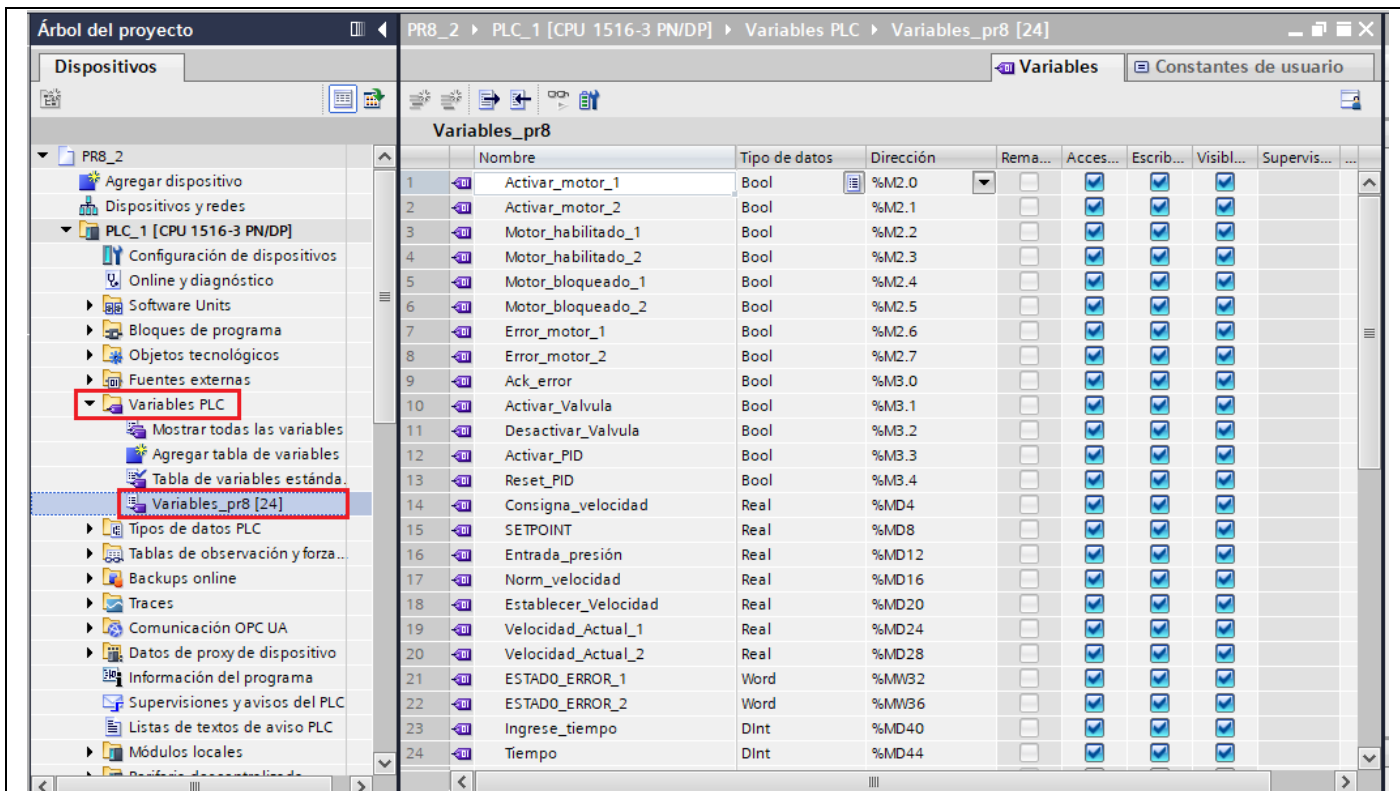 Árbol del proyecto
Dispositivos
PR8_2
Agregar dispositivo
Dispositivos y redes
PLC_1 [CPU 1516-3 PN/DP]
Configuración de dispositivos
Online y diagnóstico
Software Units
Bloques de programa
Objetos tecnológicos
Fuentes externas
Variables PLC
Mostrar todas las variables
Agregar tabla de variables
Tabla de variables estánda.
Variables_pr8 [24]
Tipos de datos PLC
Tablas de observación y forza...
Backups online
Traces
Comunicación OPC UA
Datos de proxy de dispositivo
Información del programa
Supervisiones y avisos del PLC
Listas de textos de aviso PLC
Módulos locales
PR8_2 PLC_1 [CPU 1516-3 PN/DP] Variables PLC Variables_pr8 [24]
Variables Constantes de usuario
Variables_pr8
Nombre Tipo de datos Dirección Rema... Acces... Escrib... Visibl... Supervis... ...
1 Activar_motor_1 Bool %M2.0
2 Activar_motor_2 Bool %M2.1
3 Motor_habilitado_1 Bool %M2.2
4 Motor_habilitado_2 Bool %M2.3
5 Motor_bloqueado_1 Bool %M2.4
6 Motor_bloqueado_2 Bool %M2.5
7 Error_motor_1 Bool %M2.6
8 Error_motor_2 Bool %M2.7
9 Ack_error Bool %M3.0
10 Activar_Valvula Bool %M3.1
11 Desactivar_Valvula Bool %M3.2
12 Activar_PID Bool %M3.3
13 Reset_PID Bool %M3.4
14 Consigna_velocidad Real %MD4
15 SETPOINT Real %MD8
16 Entrada_presión Real %MD12
17 Norm_velocidad Real %MD16
18 Establecer_Velocidad Real %MD20
19 Velocidad_Actual_1 Real %MD24
20 Velocidad_Actual_2 Real %MD28
21 ESTAD0_ERROR_1 Word %MW32
22 ESTAD0_ERROR_2 Word %MW36
23 Ingrese_tiempo DInt %MD40
24 Tiempo DInt %MD44